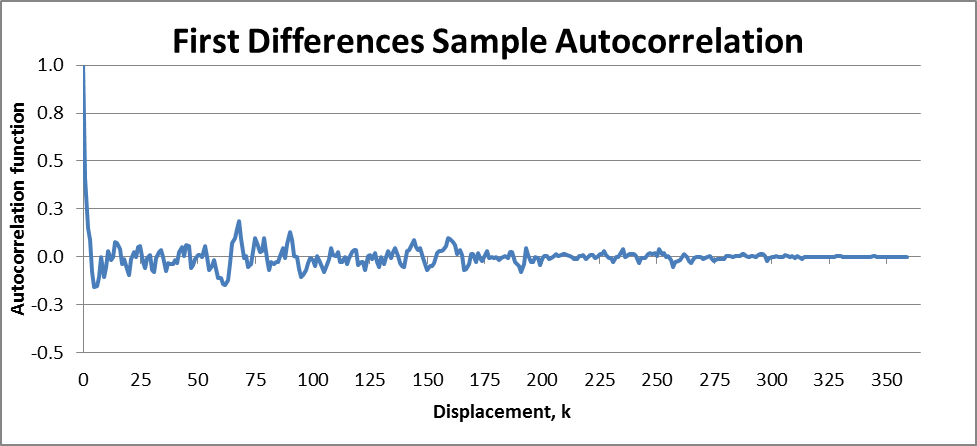 First Differences Sample Autocorrelation
1.0
0.8
0.5
0.3
0.0
-0.3
-0.5
Autocorrelation function
0 25 50 75 100 125 150 175 200 225 250 275 300 325 350
Displacement, k